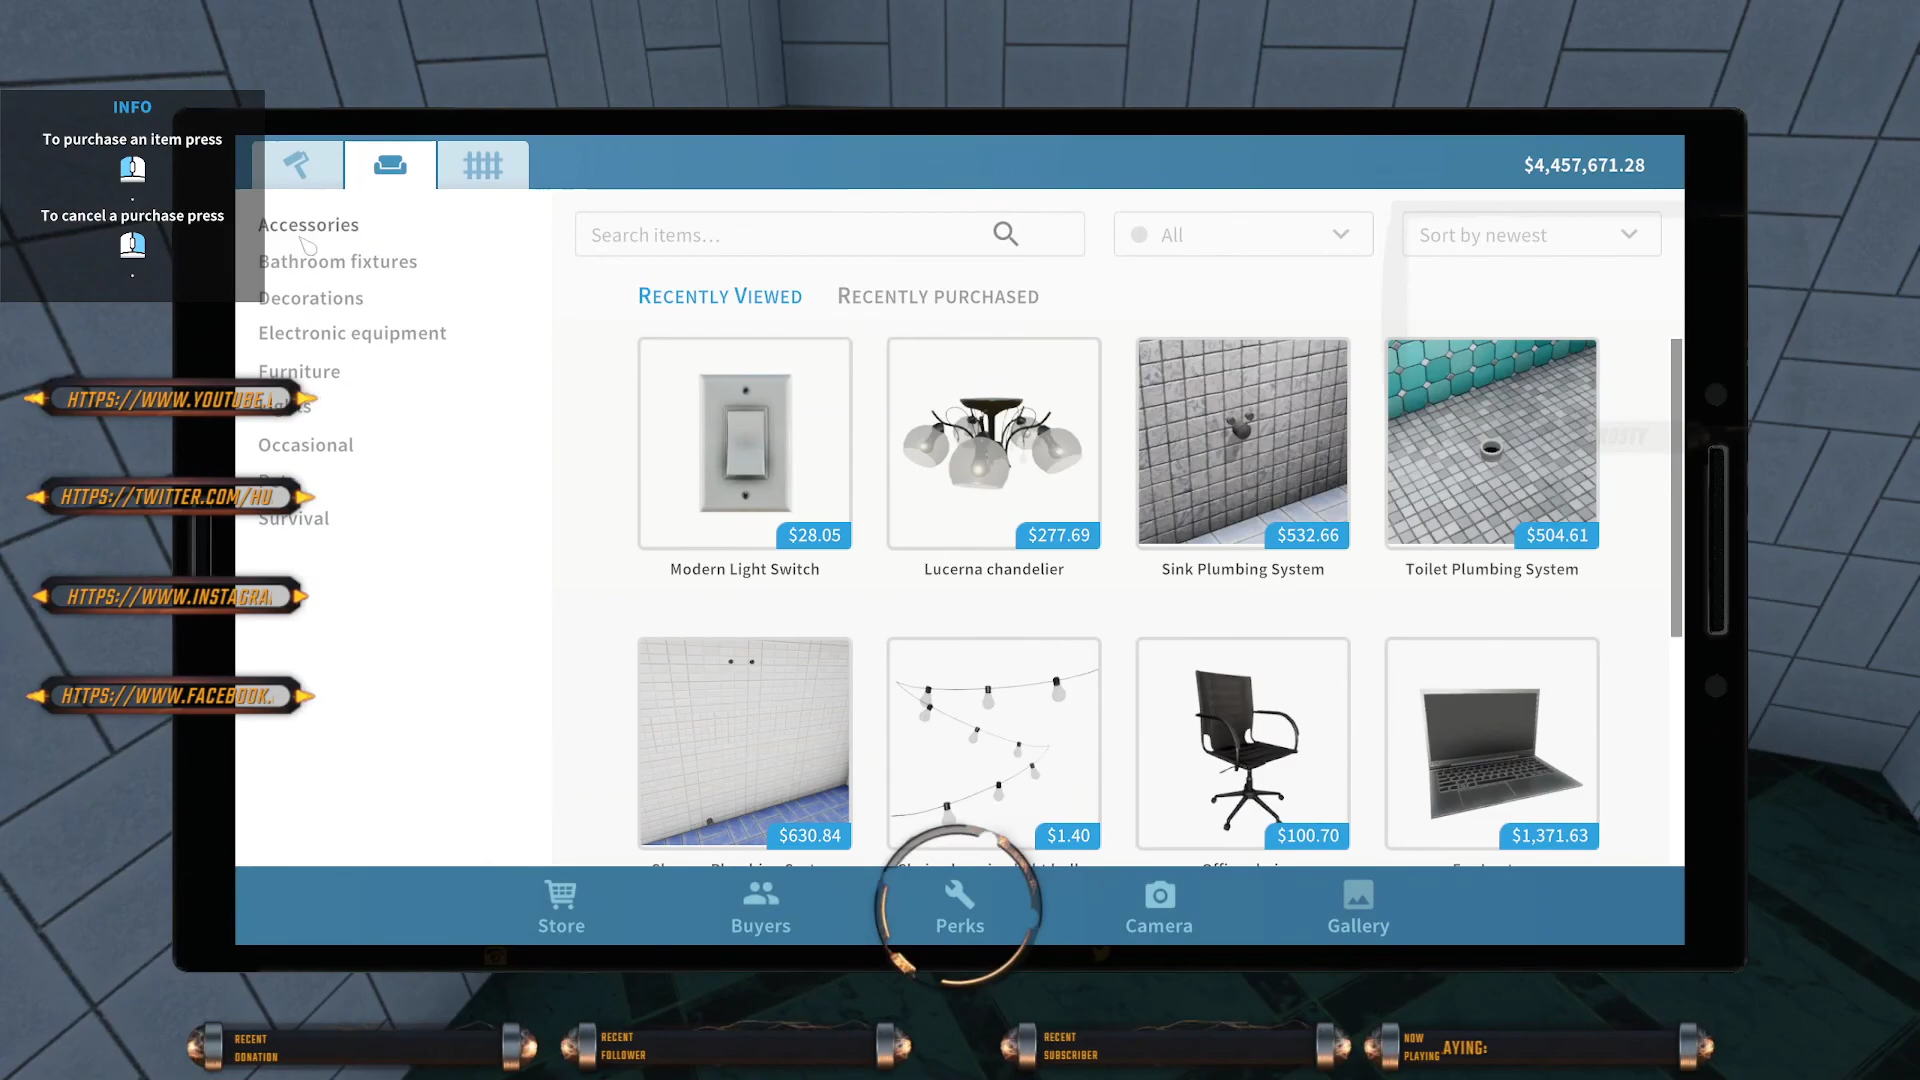 INFO
To purchase an item press
.
To cancel a purchase press
.
$4,457,671.28
Accessories
Bathroom fixtures
Decorations
Electronic equipment
Furniture
Occasional
Survival
Search items...
All
Sort by newest
RECENTLY VIEWED
RECENTLY PURCHASED
$28.05
$277.69
$532.66
$504.61
Modern Light Switch
Lucerna chandelier
Sink Plumbing System
Toilet Plumbing System
$630.84
$1.40
$100.70
$1,371.63
HTTPS://WWW.YOUTUBE.
HTTPS://TWITTER.COM/HU
HTTPS://WWW.INSTAGRA
HTTPS://WWW.FACEBOOK.
Store
Buyers
Perks
Camera
Gallery
RECENT
DONATION
RECENT
FOLLOWER
RECENT
SUBSCRIBER
NOW
PLAYING
AYING: